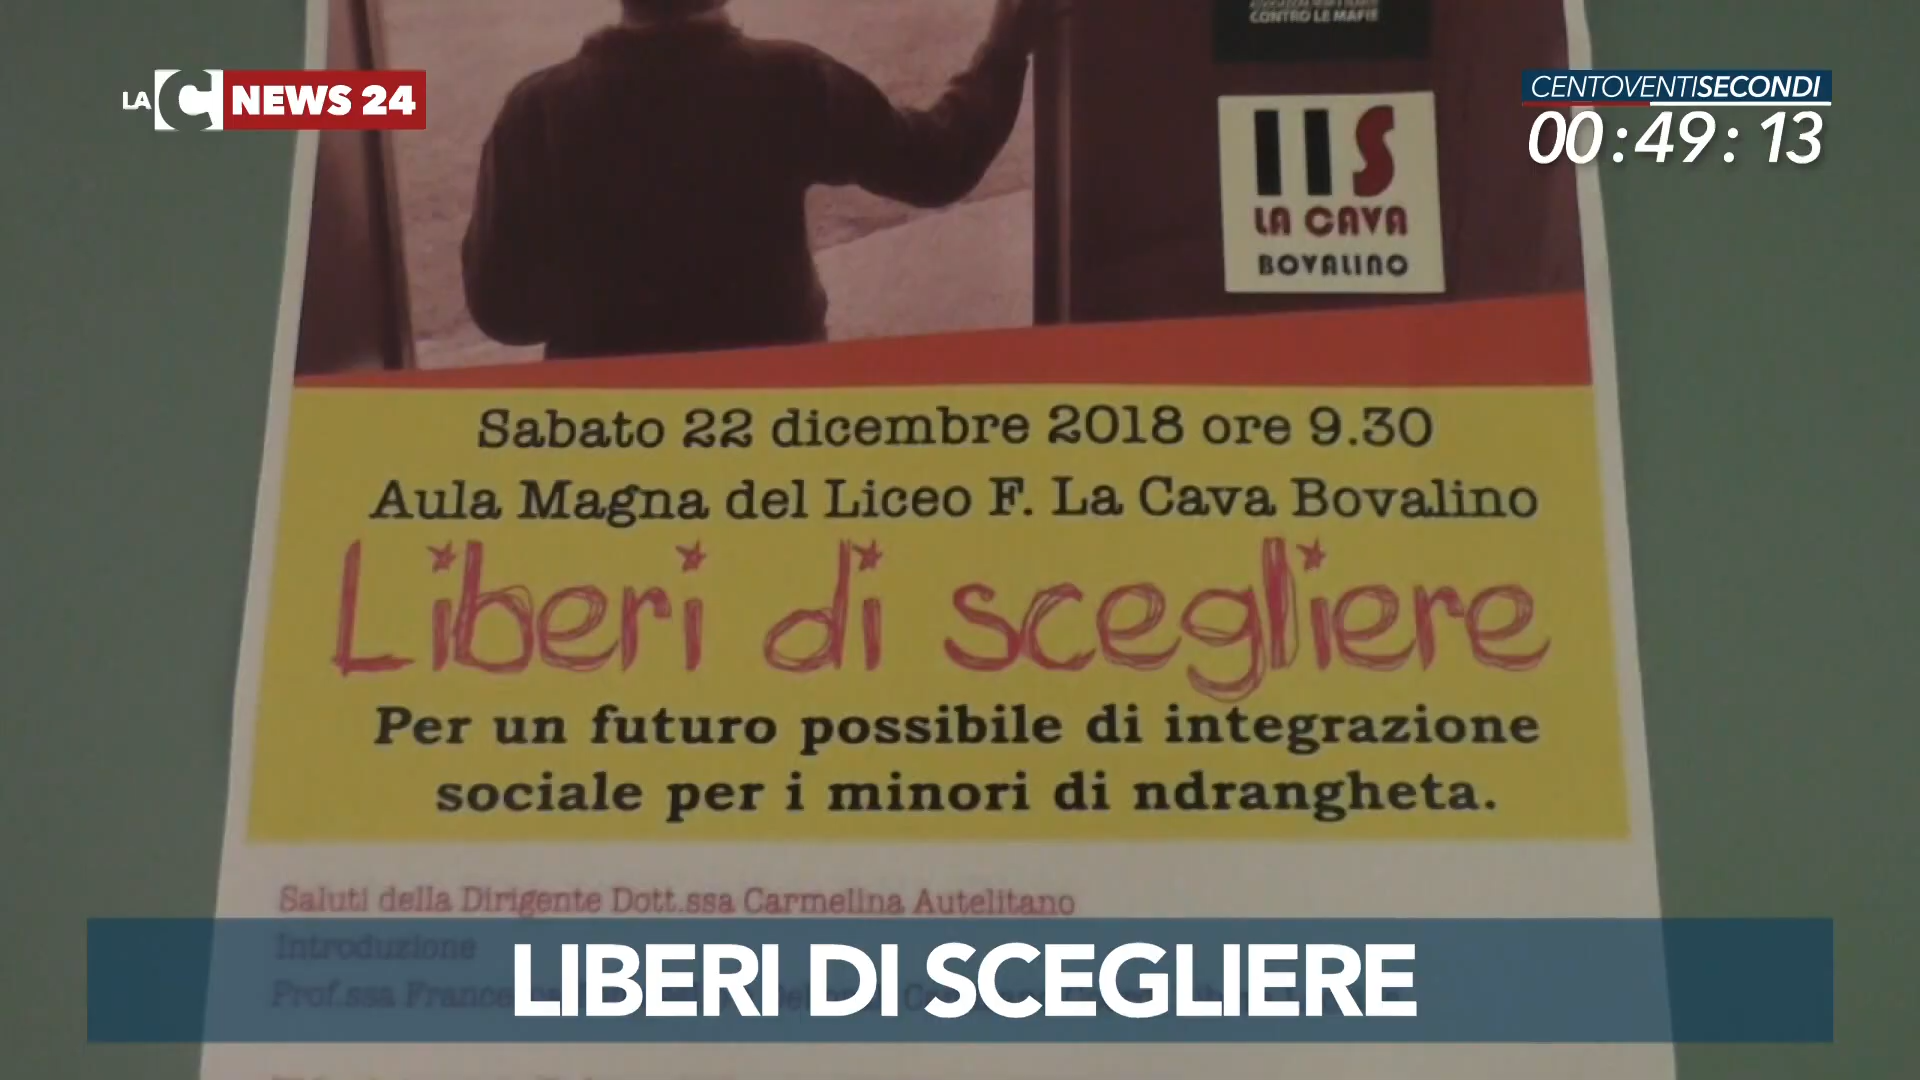 CONTRO LE MAFIE
LA C NEWS 24
CENTOVENTISECONDI
00:49:13
IIS
LA CAVA
BOVALINO
Sabato 22 dicembre 2018 ore 9.30
Aula Magna del Liceo F. La Cava Bovalino
Liberi di scegliere
Per un futuro possibile di integrazione
sociale per i minori di ndrangheta.
Saluti della Dirigente Dott.ssa Carmelina Autelitano
Introduzione
Prof.ssa
LIBERI DI SCEGLIERE